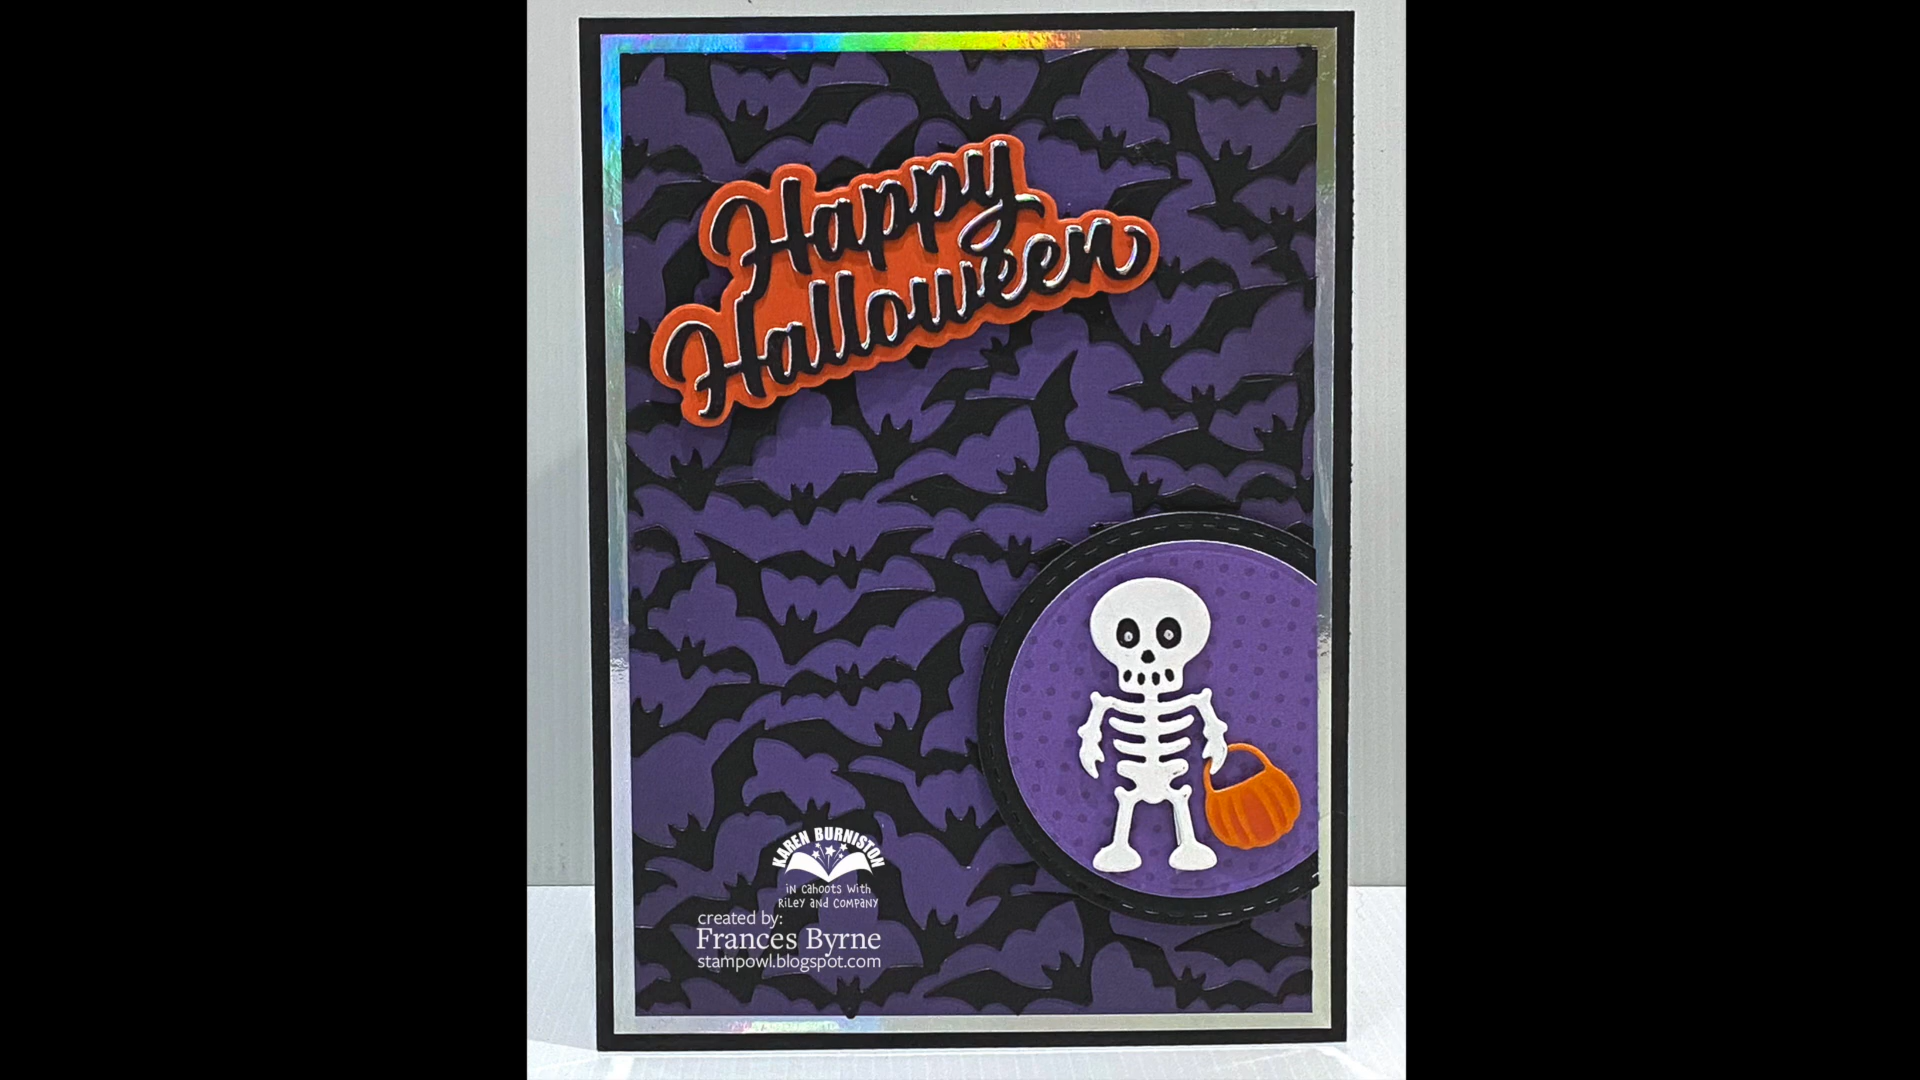 Happy
Halloween
KAREN BURNISTON
in cahoots with
Riley and Company
created by:
Frances Byrne
stampowl.blogspot.com